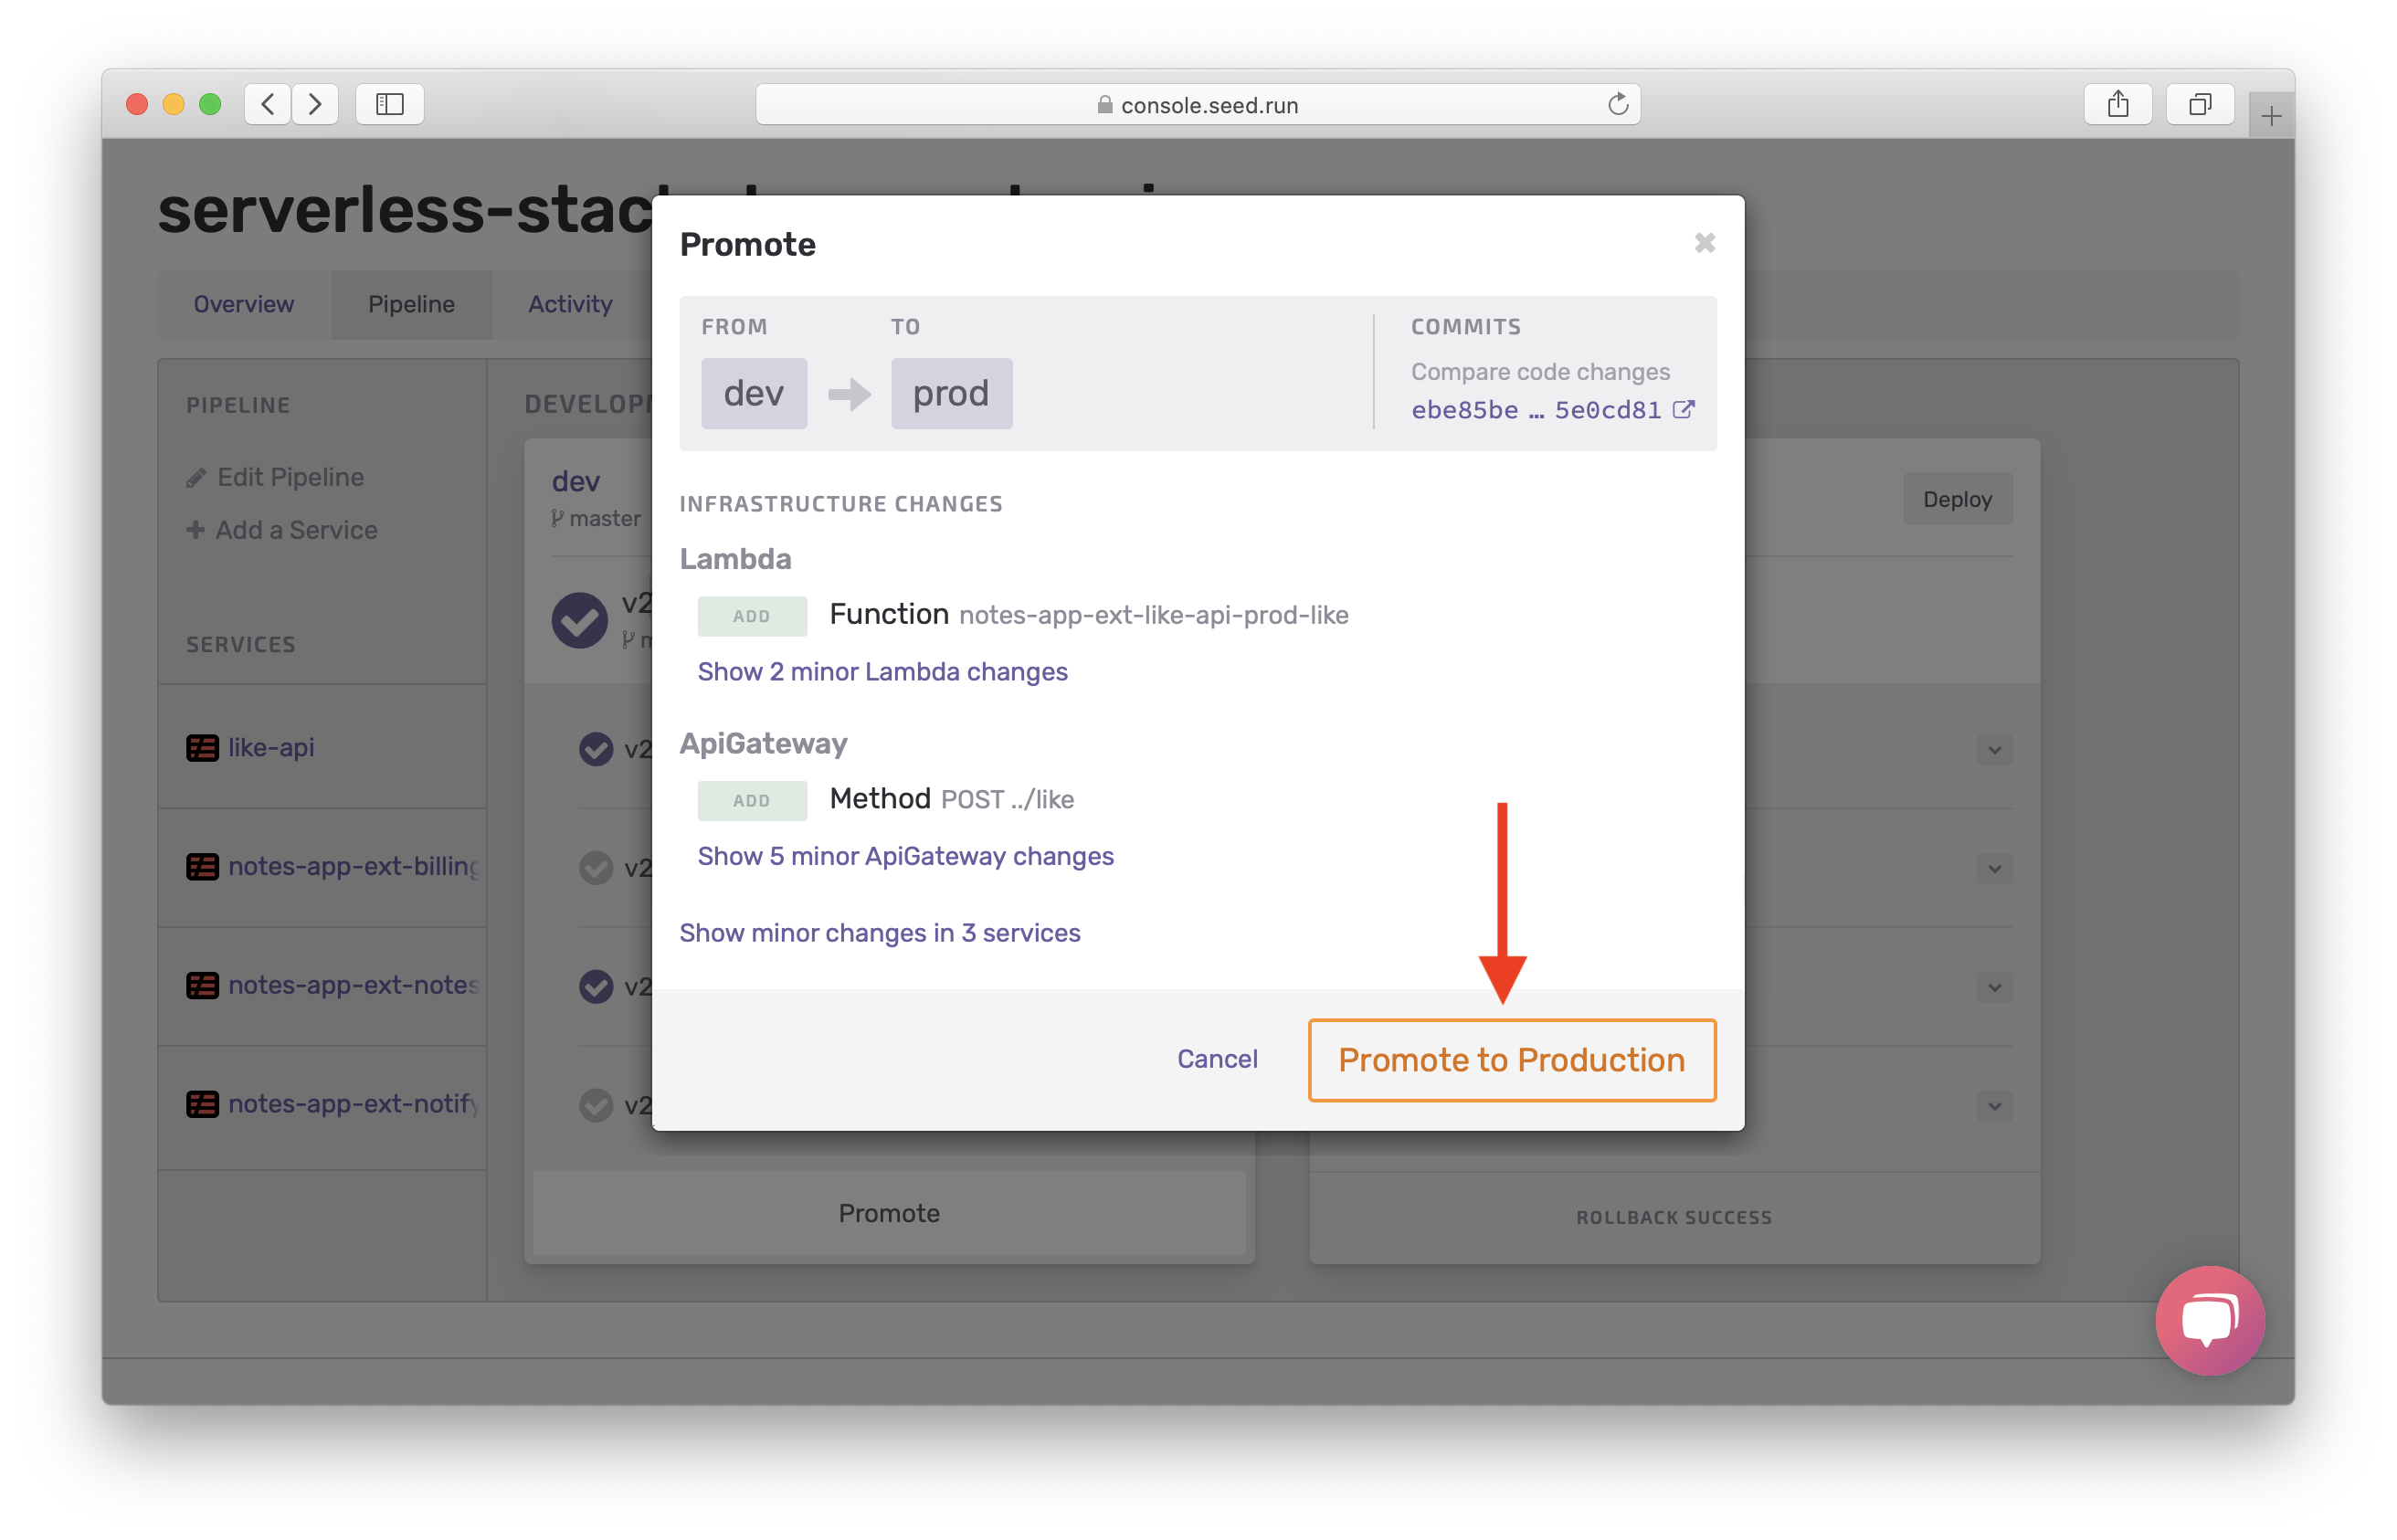 console.seed.run
serverless-stac
Overview
Pipeline
Activity
PIPELINE
Edit Pipeline
Add a Service
SERVICES
like-api
notes-app-ext-billing
notes-app-ext-notes
notes-app-ext-notify
DEVELOPM
dev
master
v2
m
v2
v2
v2
v2
Promote
Deploy
ROLLBACK SUCCESS
Promote
FROM
TO
COMMITS
dev
prod
Compare code changes
ebe85be … 5e0cd81
INFRASTRUCTURE CHANGES
Lambda
ADD Function notes-app-ext-like-api-prod-like
Show 2 minor Lambda changes
ApiGateway
ADD Method POST ../like
Show 5 minor ApiGateway changes
Show minor changes in 3 services
Cancel
Promote to Production